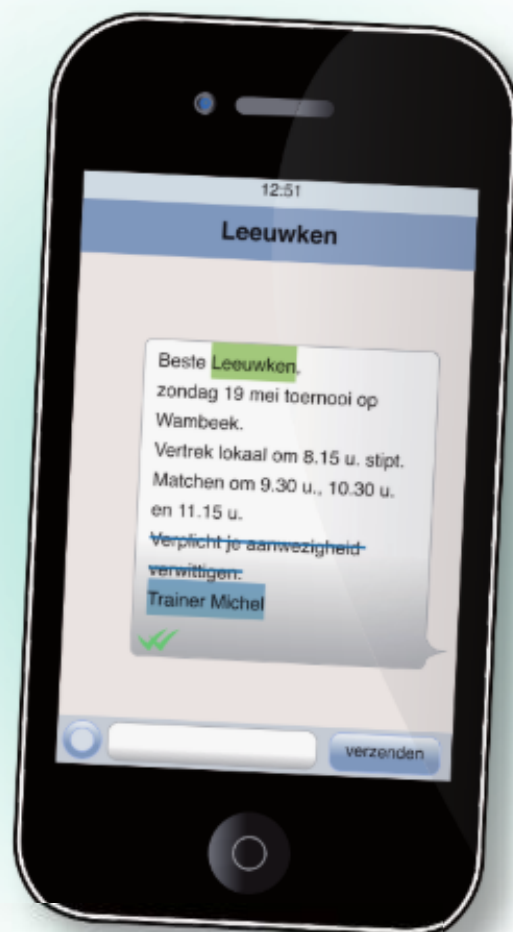 12:51
Leeuwken
Beste Leeuwken,
zondag 19 mei toernooi op
Wambeek.
Vertrek lokaal om 8.15 u. stipt.
Matchen om 9.30 u., 10.30 u.
en 11.15 u.
Verplicht je aanwezigheid
verwittigen.
Trainer Michel
verzenden